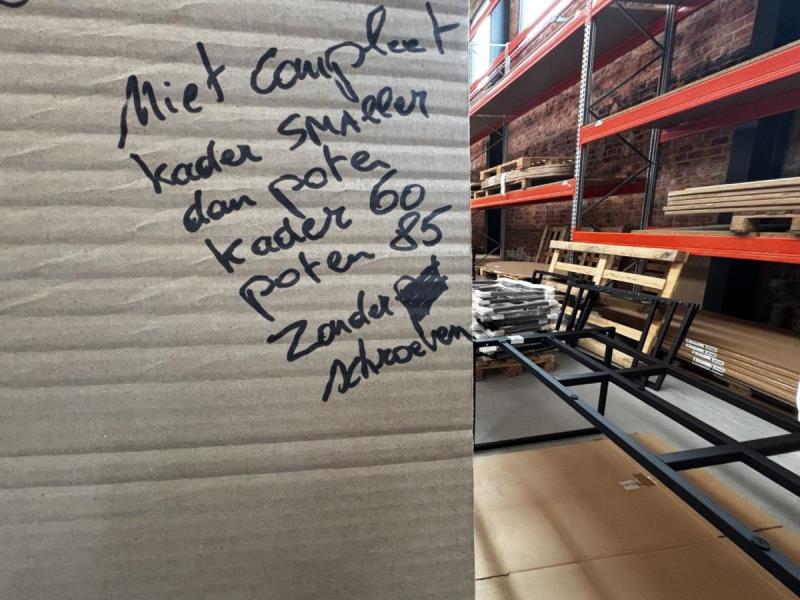 Niet compleet
kader smaller
dan poten
kader 60
poten 85
Zonder
schroeven